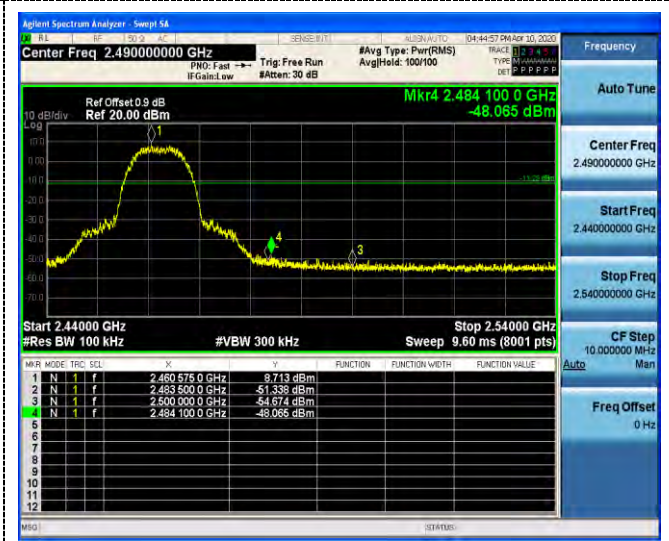 Agilent Spectrum Analyzer - Swept SA
RL RF 50 Ω AC SENSE:INT ALIGNAUTO 04:44:57 PM Apr 10, 2020
Center Freq 2.490000000 GHz
PNO: Fast
IFGain:Low
Trig: Free Run
#Atten: 30 dB
#Avg Type: Pwr(RMS)
Avg|Hold: 100/100
TRACE 1 2 3 4 5 6
TYPE
DET P P P P P P
Frequency
Auto Tune
Center Freq
2.490000000 GHz
Start Freq
2.440000000 GHz
Stop Freq
2.540000000 GHz
CF Step
10.000000 MHz
Auto Man
Freq Offset
0 Hz
Mkr4 2.484 100 0 GHz
-48.065 dBm
Ref Offset 0.9 dB
10 dB/div Ref 20.00 dBm
Log
10.0
0.00
-10.0
-20.0
-30.0
-40.0
-50.0
-60.0
-70.0
1
4
3
Start 2.44000 GHz Stop 2.54000 GHz
#Res BW 100 kHz #VBW 300 kHz Sweep 9.60 ms (8001 pts)
MKR MODE TRC SCL X Y FUNCTION FUNCTION WIDTH FUNCTION VALUE
1 N 1 f 2.460 575 0 GHz 8.713 dBm
2 N 1 f 2.483 500 0 GHz -51.338 dBm
3 N 1 f 2.500 000 0 GHz -54.674 dBm
4 N 1 f 2.484 100 0 GHz -48.065 dBm
5
6
7
8
9
10
11
12
MSG STATUS